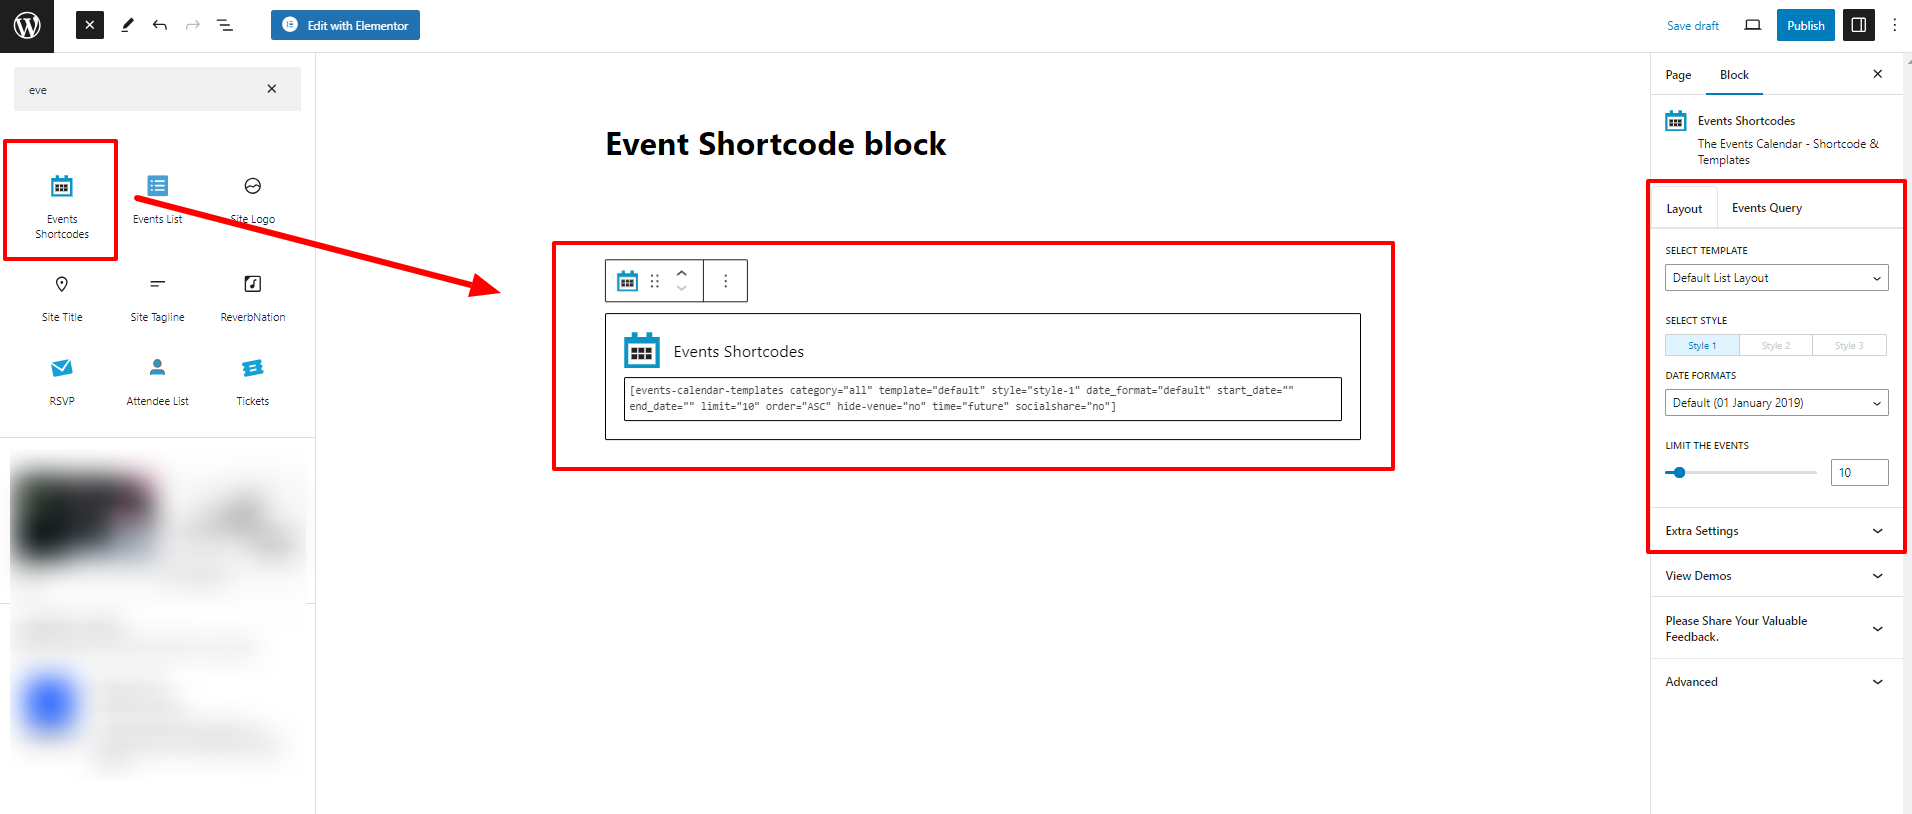 Edit with Elementor
Save draft
Publish
eve
Events
Shortcodes
Events List
Site Logo
Site Title
Site Tagline
ReverbNation
RSVP
Attendee List
Tickets
Event Shortcode block
Events Shortcodes
[events-calendar-templates category="all" template="default" style="style-1" date_format="default" start_date=""
end_date="" limit="10" order="ASC" hide-venue="no" time="future" socialshare="no"]
Page
Block
Events Shortcodes
The Events Calendar - Shortcode &
Templates
Layout
Events Query
SELECT TEMPLATE
Default List Layout
SELECT STYLE
Style 1
Style 2
Style 3
DATE FORMATS
Default (01 January 2019)
LIMIT THE EVENTS
10
Extra Settings
View Demos
Please Share Your Valuable
Feedback.
Advanced